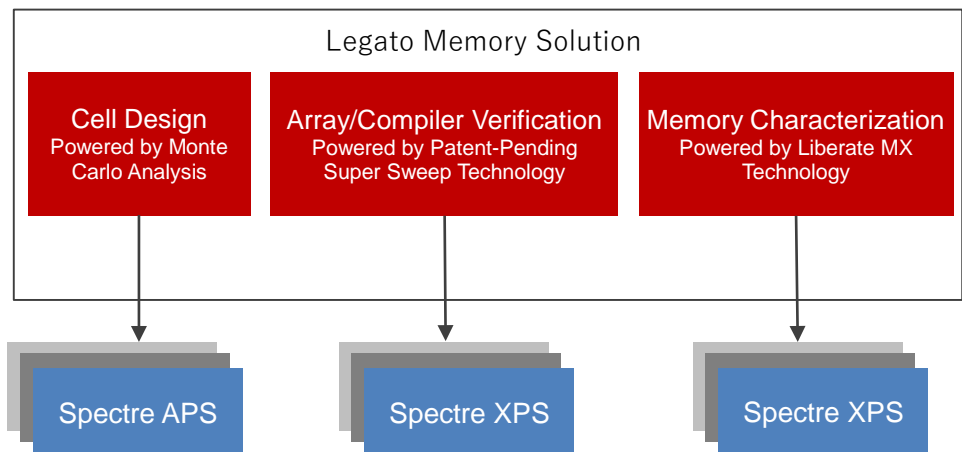 Legato Memory Solution
Cell Design
Powered by Monte
Carlo Analysis
Array/Compiler Verification
Powered by Patent-Pending
Super Sweep Technology
Memory Characterization
Powered by Liberate MX
Technology
Spectre APS
Spectre XPS
Spectre XPS